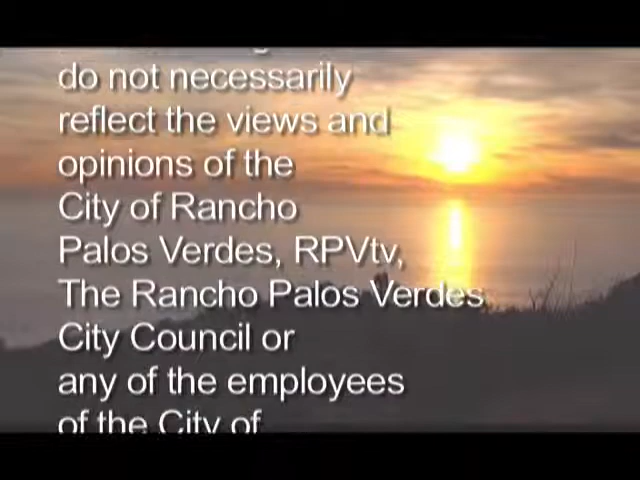 do not necessarily
reflect the views and
opinions of the
City of Rancho
Palos Verdes, RPVtv,
The Rancho Palos Verdes
City Council or
any of the employees
of the City of